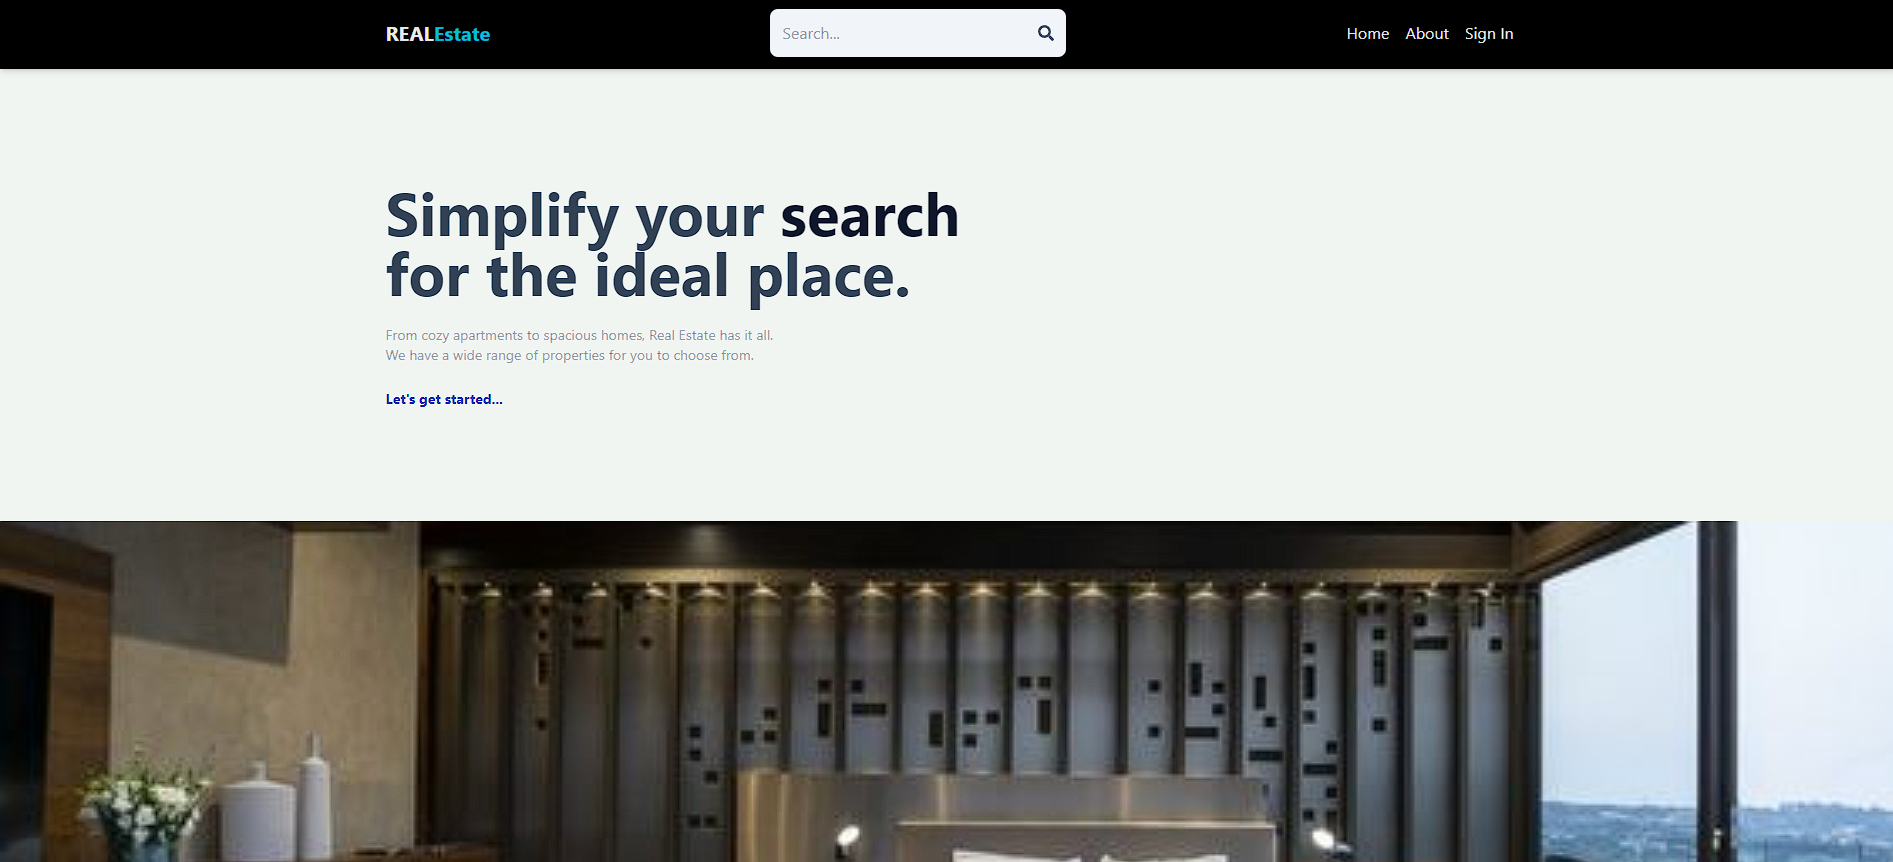 REALEstate
Search...
Home About Sign In
Simplify your search
for the ideal place.
From cozy apartments to spacious homes, Real Estate has it all.
We have a wide range of properties for you to choose from.
Let's get started...